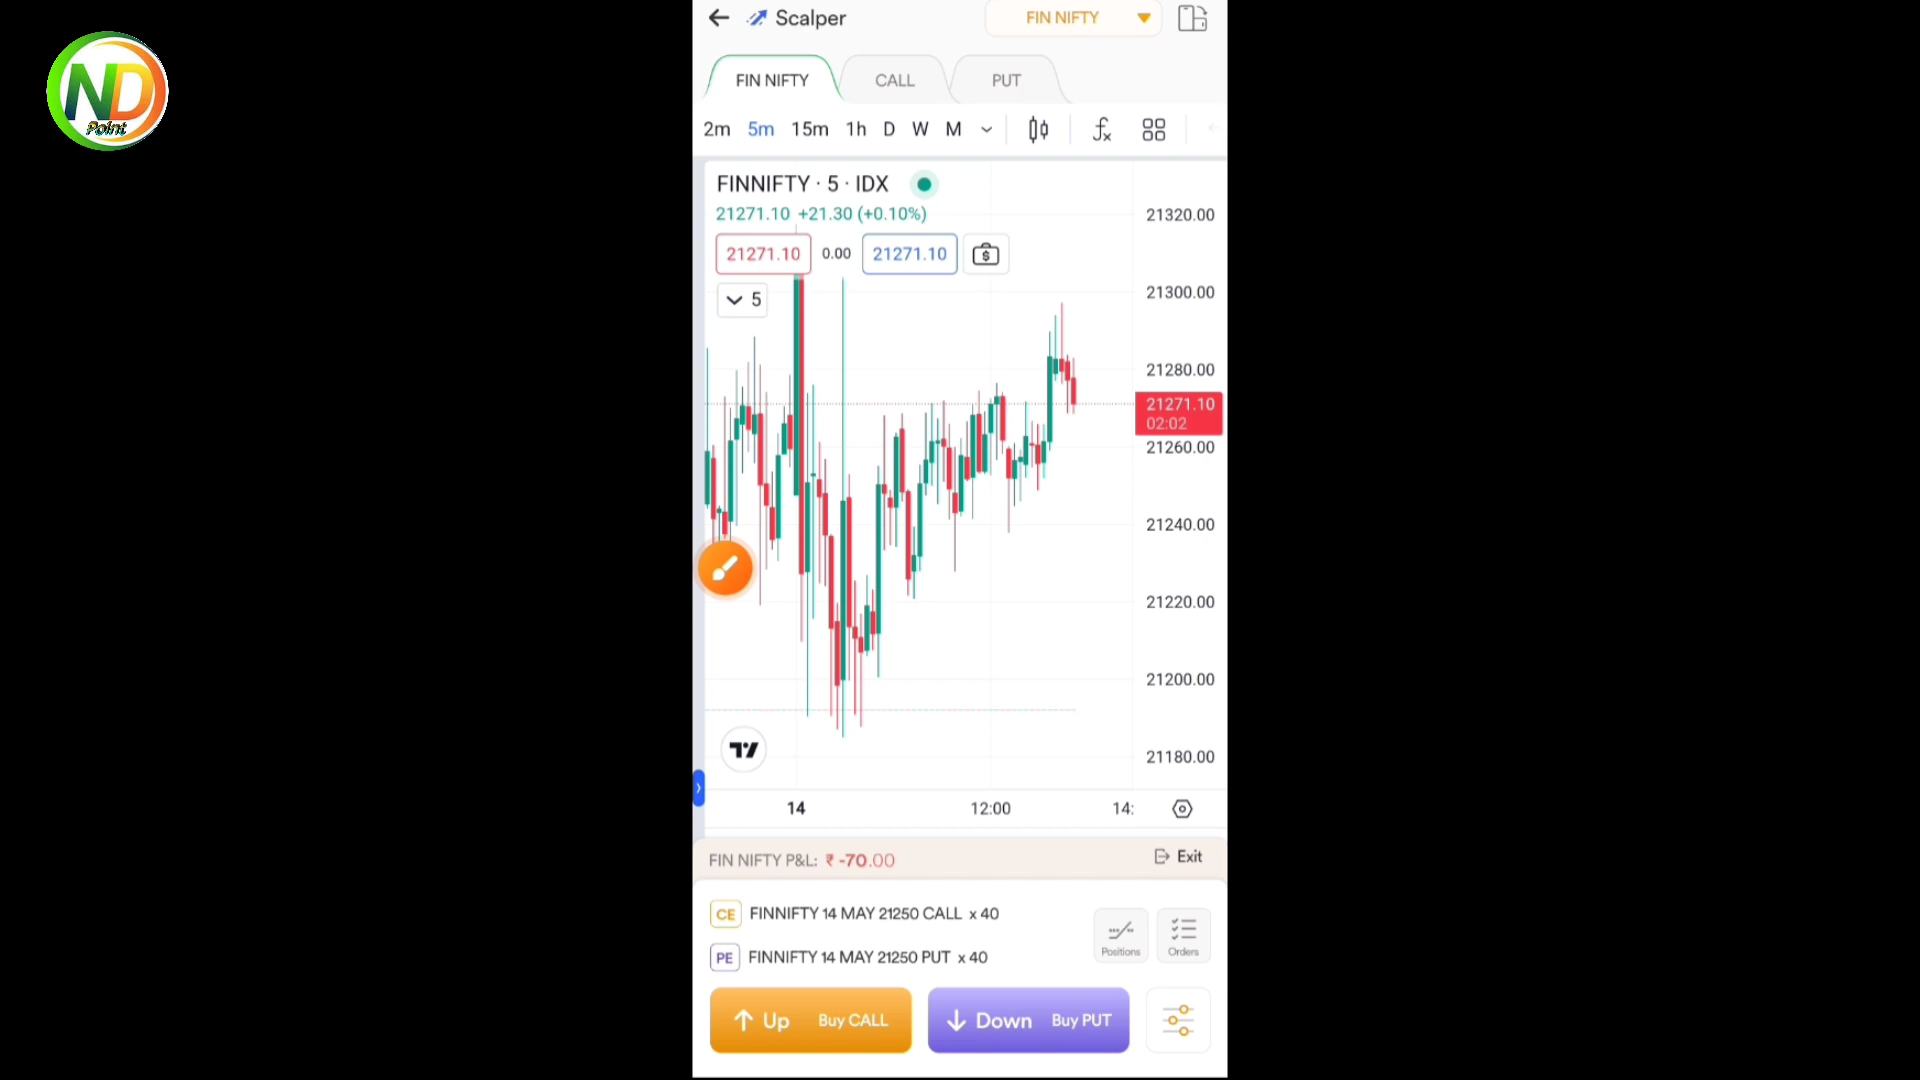 ND
Point
Scalper
FIN NIFTY
FIN NIFTY
CALL
PUT
2m 5m 15m 1h D W M
FINNIFTY · 5 · IDX
21271.10 +21.30 (+0.10%)
21271.10 0.00 21271.10
5
21320.00
21300.00
21280.00
21271.10
02:02
21260.00
21240.00
21220.00
21200.00
21180.00
14 12:00 14:
FIN NIFTY P&L: ₹ -70.00
Exit
CE FINNIFTY 14 MAY 21250 CALL x 40
PE FINNIFTY 14 MAY 21250 PUT x 40
Positions
Orders
Up Buy CALL
Down Buy PUT